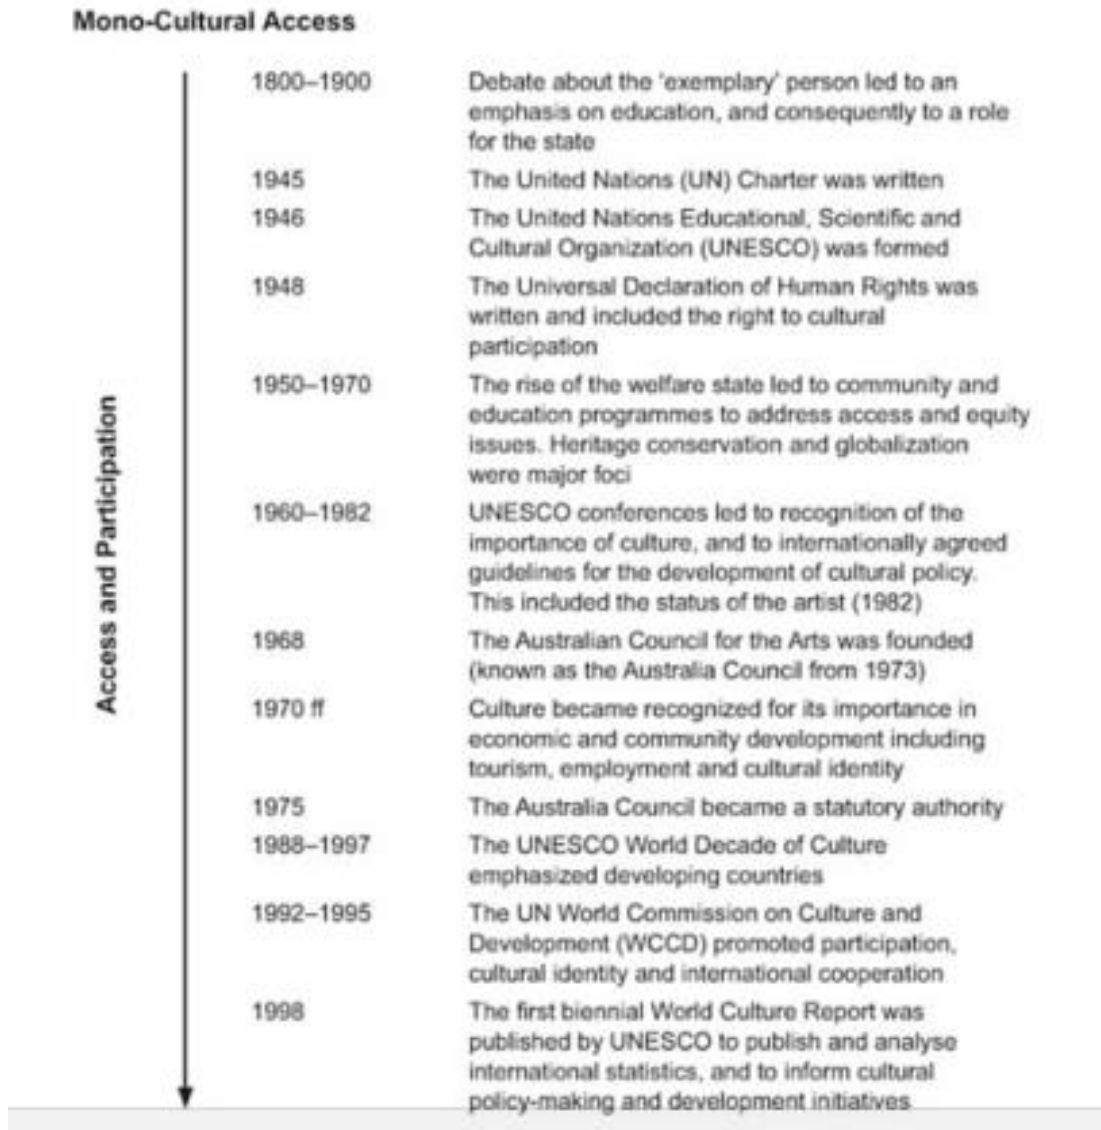 Mono-Cultural Access
1800–1900 Debate about the 'exemplary' person led to an
emphasis on education, and consequently to a role
for the state
1945 The United Nations (UN) Charter was written
1946 The United Nations Educational, Scientific and
Cultural Organization (UNESCO) was formed
1948 The Universal Declaration of Human Rights was
written and included the right to cultural
participation
1950–1970 The rise of the welfare state led to community and
education programmes to address access and equity
issues. Heritage conservation and globalization
were major foci
1960–1982 UNESCO conferences led to recognition of the
importance of culture, and to internationally agreed
guidelines for the development of cultural policy.
This included the status of the artist (1982)
1968 The Australian Council for the Arts was founded
(known as the Australia Council from 1973)
1970 ff Culture became recognized for its importance in
economic and community development including
tourism, employment and cultural identity
1975 The Australia Council became a statutory authority
1988–1997 The UNESCO World Decade of Culture
emphasized developing countries
1992–1995 The UN World Commission on Culture and
Development (WCCD) promoted participation,
cultural identity and international cooperation
1998 The first biennial World Culture Report was
published by UNESCO to publish and analyse
international statistics, and to inform cultural
policy-making and development initiatives
Access and Participation